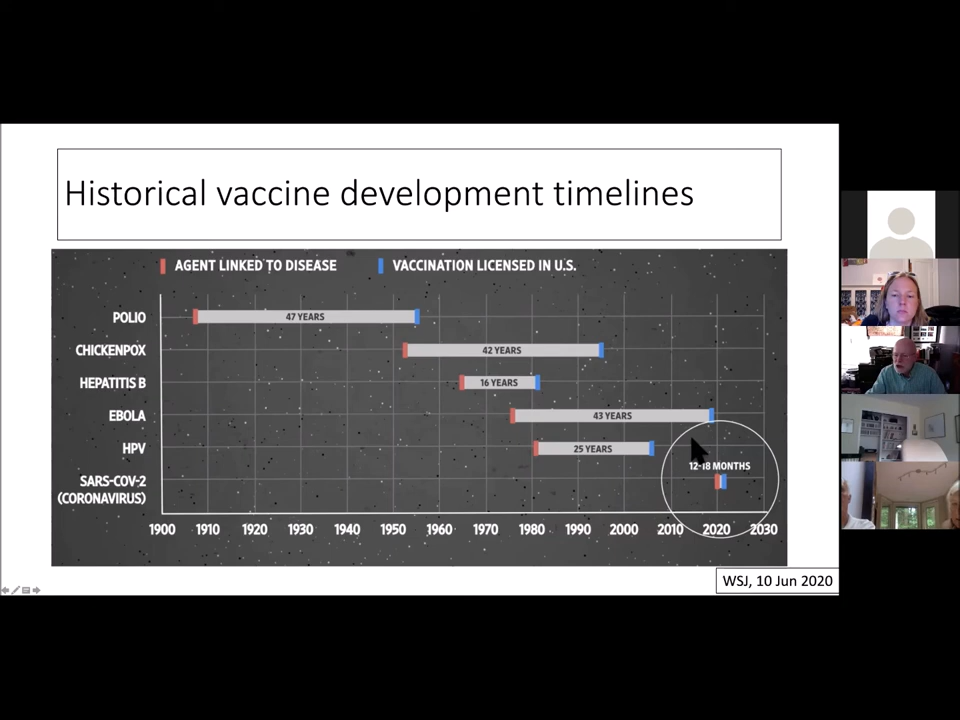 Historical vaccine development timelines
AGENT LINKED TO DISEASE
VACCINATION LICENSED IN U.S.
POLIO
47 YEARS
CHICKENPOX
42 YEARS
HEPATITIS B
16 YEARS
EBOLA
43 YEARS
HPV
25 YEARS
12-18 MONTHS
SARS-COV-2
(CORONAVIRUS)
1900 1910 1920 1930 1940 1950 1960 1970 1980 1990 2000 2010 2020 2030
WSJ, 10 Jun 2020